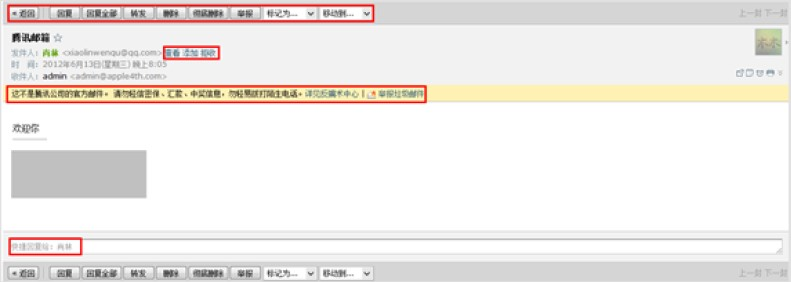 « 返回 回复 回复全部 转发 删除 彻底删除 举报 标记为... 移动到... 上一封 下一封
腾讯邮箱 ☆
发件人：肖林 <xiaolinwenqu@qq.com> 查看 添加 拒收
时　间：2012年6月13日(星期三) 晚上8:05
收件人：admin <admin@apple4th.com>
这不是腾讯公司的官方邮件。 请勿轻信密保、汇款、中奖信息，勿轻易拨打陌生电话。详见反骗术中心 | 举报垃圾邮件
欢迎你
快捷回复给：肖林
« 返回 回复 回复全部 转发 删除 彻底删除 举报 标记为... 移动到... 上一封 下一封